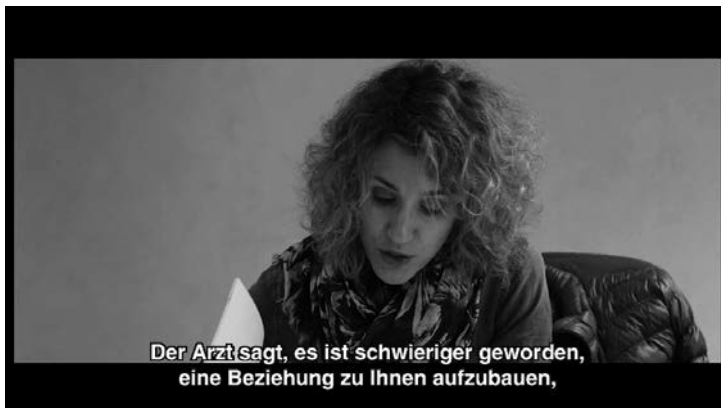 Der Arzt sagt, es ist schwieriger geworden,
eine Beziehung zu Ihnen aufzubauen,